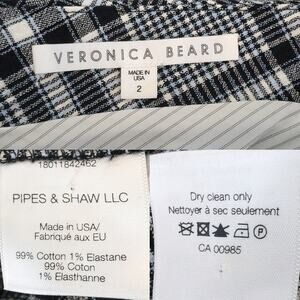 VERONICA BEARD
MADE IN
USA
2
18011842462
PIPES & SHAW LLC
Made in USA/
Fabriqué aux EU
99% Cotton 1% Elastane
99% Coton
1% Elasthanne
Dry clean only
Nettoyer à sec seulement
P
CA 00985